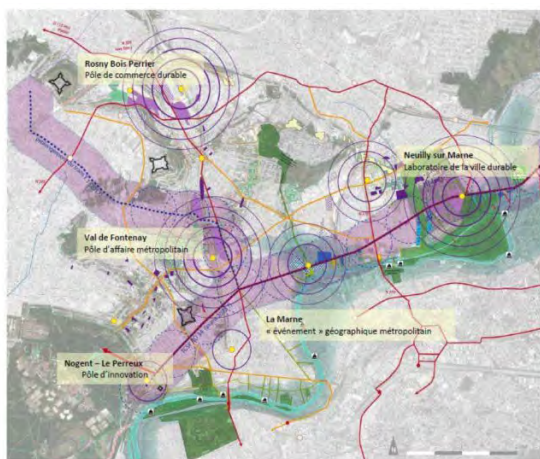 Rosny Bois Perrier
Pôle de commerce durable
Neuilly sur Marne
Laboratoire de la ville durable
Val de Fontenay
Pôle d'affaire métropolitain
La Marne
« événement » géographique métropolitain
Nogent – Le Perreux
Pôle d'innovation
N